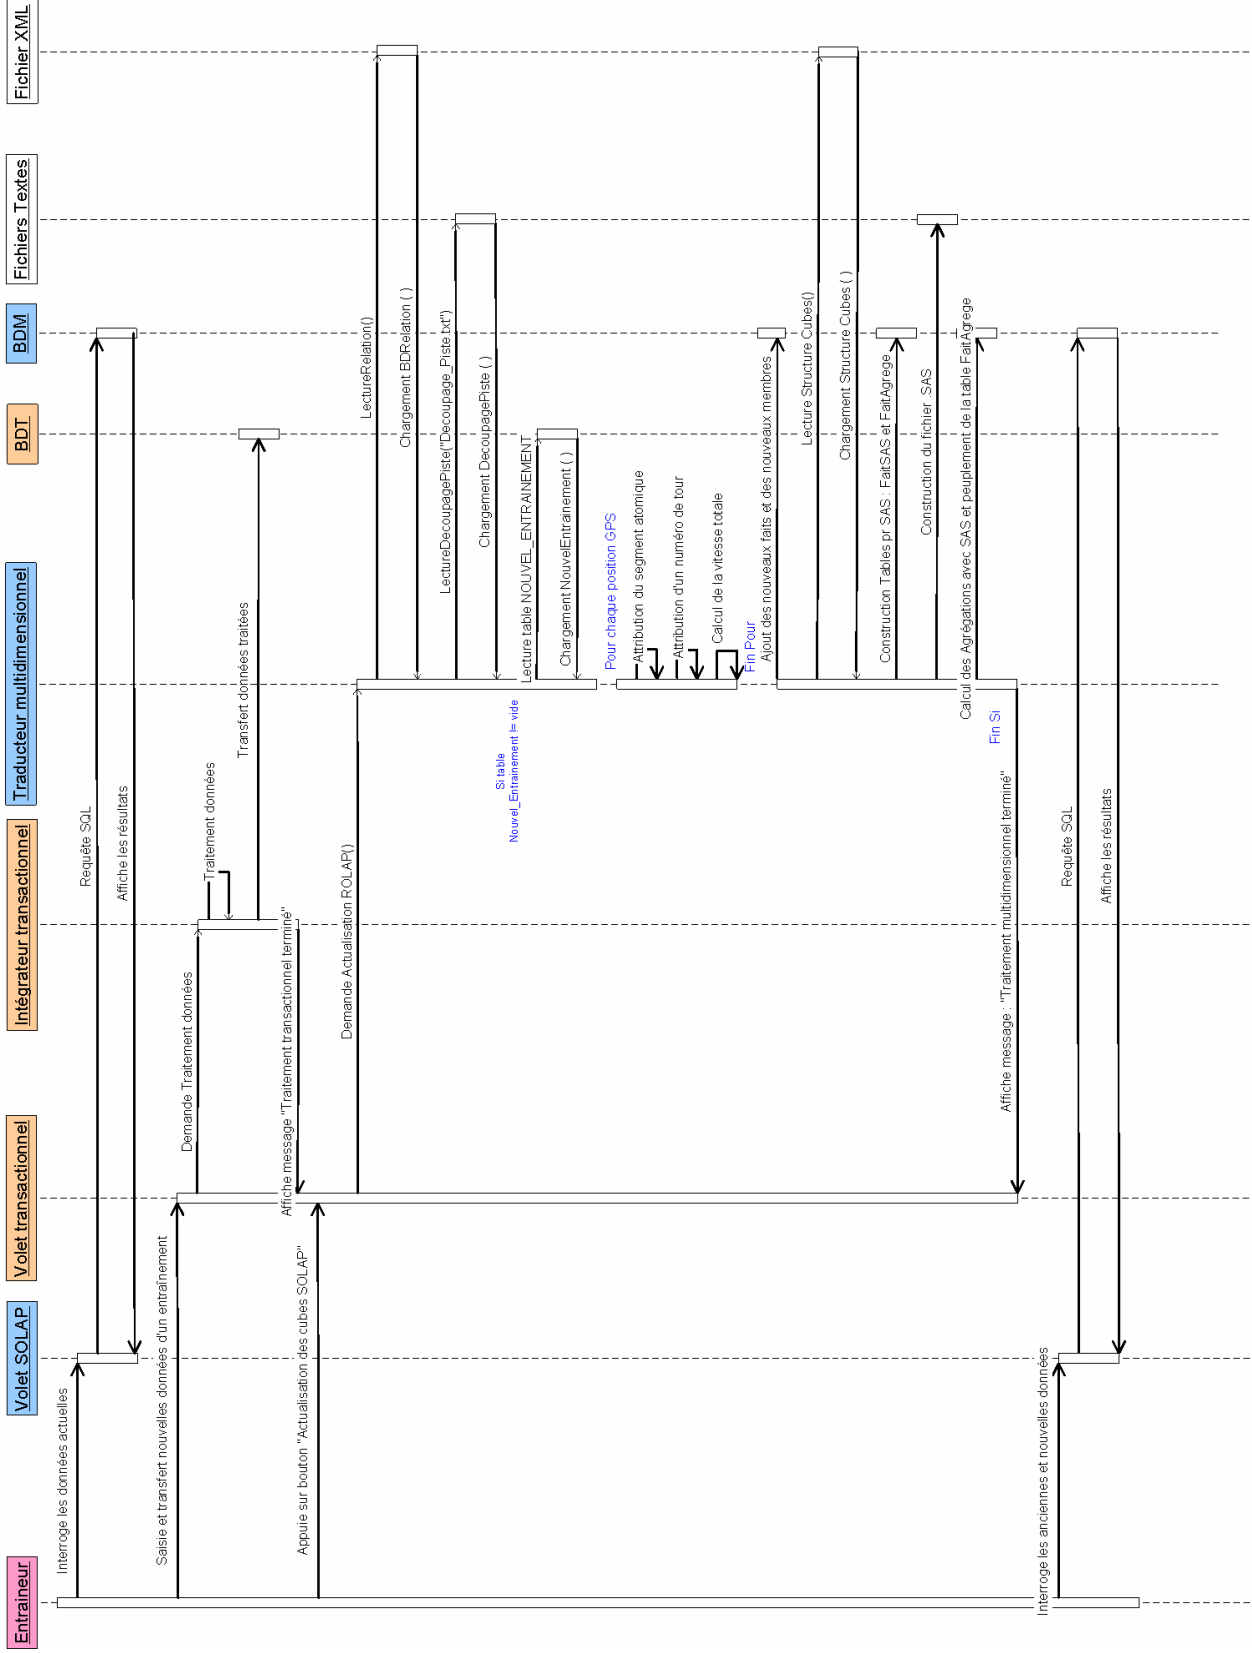 Entraineur
Volet SOLAP
Volet transactionnel
Intégrateur transactionnel
Traducteur multidimensionnel
BDT
BDM
Fichiers Textes
Fichier XML
Interroge les données actuelles
Requête SQL
Affiche les résultats
Saisie et transfert nouvelles données d'un entraînement
Demande Traitement données
Traitement données
Transfert données traitées
Affiche message "Traitement transactionnel terminé"
Appuie sur bouton "Actualisation des cubes SOLAP"
Demande Actualisation ROLAP()
LectureRelation()
Chargement BDRelation ( )
LectureDecoupagePiste("Decoupage_Piste.txt")
Chargement DecoupagePiste ( )
Si table
Nouvel_Entrainement != vide
Lecture table NOUVEL_ENTRAINEMENT
Chargement NouvelEntrainement ( )
Pour chaque position GPS
Attribution du segment atomique
Attribution d'un numéro de tour
Calcul de la vitesse totale
Fin Pour
Ajout des nouveaux faits et des nouveaux membres
Lecture Structure Cubes()
Chargement Structure Cubes ( )
Construction Tables pr SAS : FaitSAS et FaitAgrege
Construction du fichier .SAS
Calcul des Agrégations avec SAS et peuplement de la table FaitAgrege
Fin Si
Affiche message : "Traitement multidimensionnel terminé"
Interroge les anciennes et nouvelles données
Requête SQL
Affiche les résultats